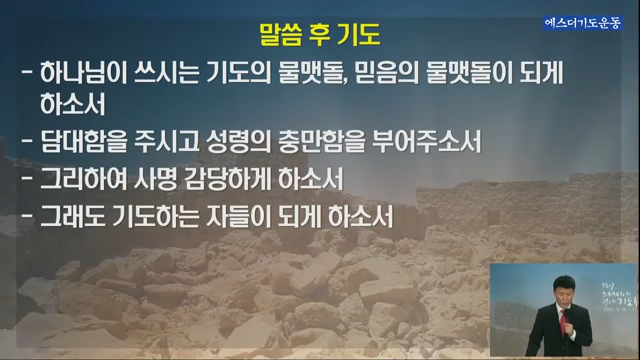 에스더기도운동
말씀 후 기도
- 하나님이 쓰시는 기도의 물맷돌, 믿음의 물맷돌이 되게
하소서
- 담대함을 주시고 성령의 충만함을 부어주소서
- 그리하여 사명 감당하게 하소서
- 그래도 기도하는 자들이 되게 하소서